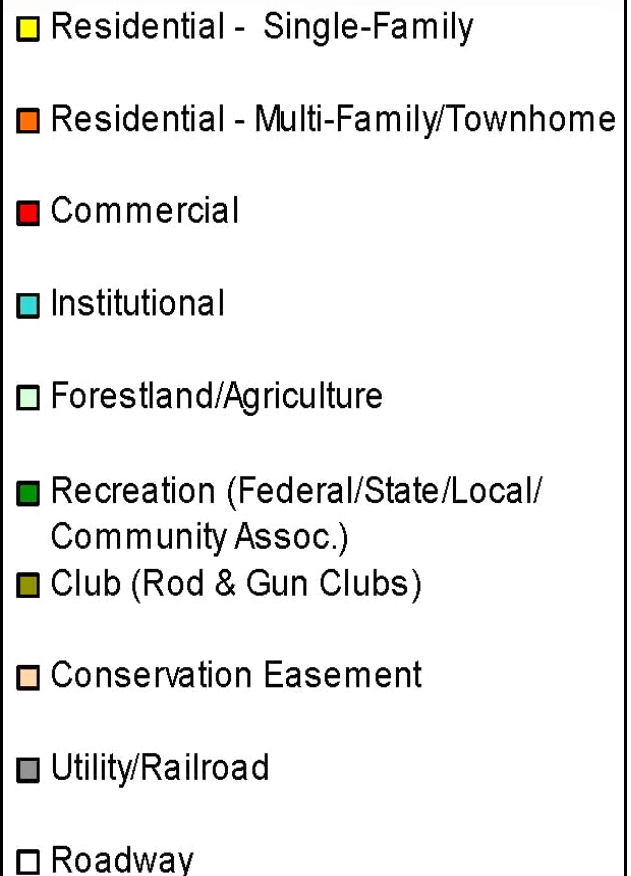 Residential - Single-Family
Residential - Multi-Family/Townhome
Commercial
Institutional
Forestland/Agriculture
Recreation (Federal/State/Local/
Community Assoc.)
Club (Rod & Gun Clubs)
Conservation Easement
Utility/Railroad
Roadway